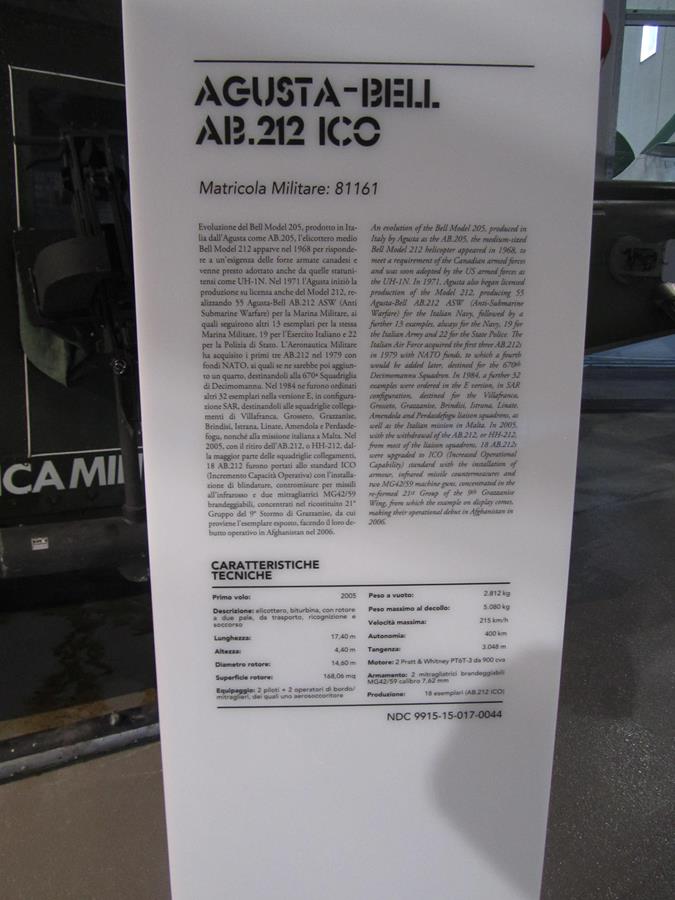 AGUSTA-BELL
AB.212 ICO
Matricola Militare: 81161
Evoluzione del Bell Model 205, prodotto in Ita-
lia dall'Agusta come AB.205, l'elicottero medio
Bell Model 212 apparve nel 1968 per risponde-
re a un'esigenza delle forze armate canadesi e
venne presto adottato anche da quelle statuni-
tensi come UH-1N. Nel 1971 l'Agusta iniziò la
produzione su licenza anche del Model 212, re-
alizzando 55 Agusta-Bell AB.212 ASW (Anti
Submarine Warfare) per la Marina Militare, ai
quali seguirono altri 13 esemplari per la stessa
Marina Militare, 19 per l'Esercito Italiano e 22
per la Polizia di Stato. L'Aeronautica Militare
ha acquisito i primi tre AB.212 nel 1979 con
fondi NATO, ai quali se ne sarebbe poi aggiun-
to un quarto, destinandoli alla 670ª Squadriglia
di Decimomannu. Nel 1984 ne furono ordinati
altri 32 esemplari nella versione E, in configura-
zione SAR, destinandoli alle squadriglie collega-
menti di Villafranca, Grosseto, Grazzanise,
Brindisi, Istrana, Linate, Amendola e Perdasde-
fogu, nonché alla missione italiana a Malta. Nel
2005, con il ritiro dell'AB.212, o HH-212, dal-
la maggior parte delle squadriglie collegamenti,
18 AB.212 furono portati allo standard ICO
(Incremento Capacità Operativa) con l'installa-
zione di blindature, contromisure per missili
all'infrarosso e due mitragliatrici MG42/59
brandeggiabili, concentrati nel ricostituito 21°
Gruppo del 9° Stormo di Grazzanise, da cui
proviene l'esemplare esposto, facendo il loro de-
butto operativo in Afghanistan nel 2006.
An evolution of the Bell Model 205, produced in
Italy by Agusta as the AB.205, the medium-sized
Bell Model 212 helicopter appeared in 1968, to
meet a requirement of the Canadian armed forces
and was soon adopted by the US armed forces as
the UH-1N. In 1971, Agusta also began licensed
production of the Model 212, producing 55
Agusta-Bell AB.212 ASW (Anti-Submarine
Warfare) for the Italian Navy, followed by a
further 13 examples, always for the Navy, 19 for
the Italian Army and 22 for the State Police. The
Italian Air Force acquired the first three AB.212s
in 1979 with NATO funds, to which a fourth
would be added later, destined for the 670th
Decimomannu Squadron. In 1984, a further 32
examples were ordered in the E version, in SAR
configuration, destined for the Villafranca,
Grosseto, Grazzanise, Brindisi, Istrana, Linate,
Amendola and Perdasdefogu liaison squadrons, as
well as the Italian mission in Malta. In 2005,
with the withdrawal of the AB.212, or HH-212,
from most of the liaison squadrons, 18 AB.212s
were upgraded to ICO (Increased Operational
Capability) standard with the installation of
armour, infrared missile countermeasures and
two MG42/59 machine guns, concentrated in the
re-formed 21st Group of the 9th Grazzanise
Wing, from which the example on display comes,
making their operational debut in Afghanistan in
2006.
CARATTERISTICHE
TECNICHE
Primo volo: 2005
Descrizione: elicottero, biturbina, con rotore
a due pale, da trasporto, ricognizione e
soccorso
Lunghezza: 17,40 m
Altezza: 4,40 m
Diametro rotore: 14,60 m
Superficie rotore: 168,06 mq
Equipaggio: 2 piloti + 2 operatori di bordo/
mitraglieri, dei quali uno aerosoccoritore
Peso a vuoto: 2.812 kg
Peso massimo al decollo: 5.080 kg
Velocità massima: 215 km/h
Autonomia: 400 km
Tangenza: 3.048 m
Motore: 2 Pratt & Whitney PT6T-3 da 900 cva
Armamento: 2 mitragliatrici brandeggiabili
MG42/59 calibro 7,62 mm
Produzione: 18 esemplari (AB.212 ICO)
NDC 9915-15-017-0044
ICA MIL